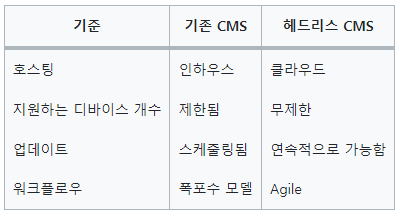 기준 기존 CMS 헤드리스 CMS
호스팅 인하우스 클라우드
지원하는 디바이스 개수 제한됨 무제한
업데이트 스케줄링됨 연속적으로 가능함
워크플로우 폭포수 모델 Agile